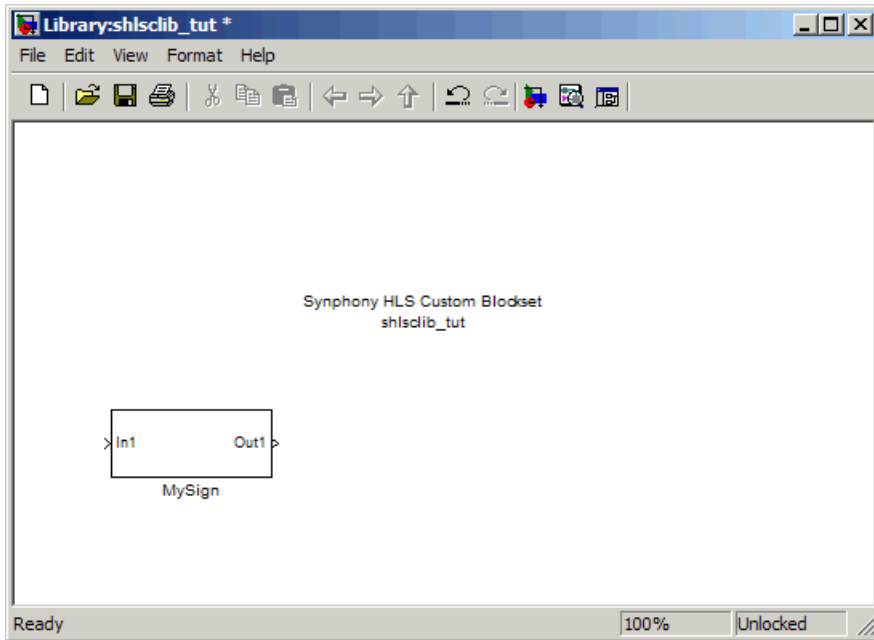 Library:shlsclib_tut *
File Edit View Format Help
Synphony HLS Custom Blockset
shlsclib_tut
In1 Out1
MySign
Ready 100% Unlocked